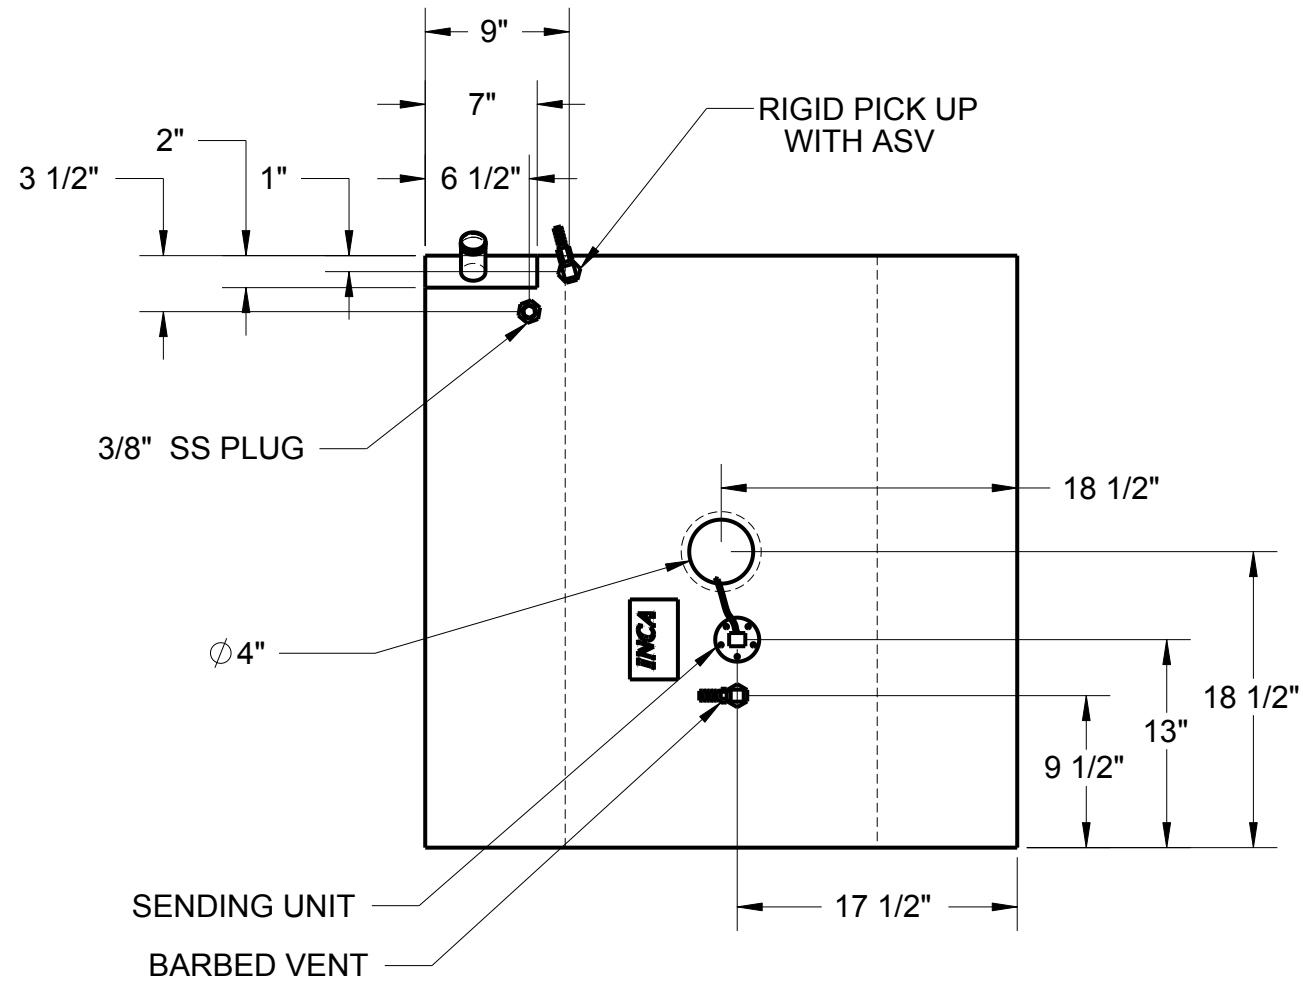 9"
7"
RIGID PICK UP
WITH ASV
2"
3 1/2"
1"
6 1/2"
3/8" SS PLUG
18 1/2"
INCA
⌀4"
18 1/2"
13"
9 1/2"
SENDING UNIT
17 1/2"
BARBED VENT